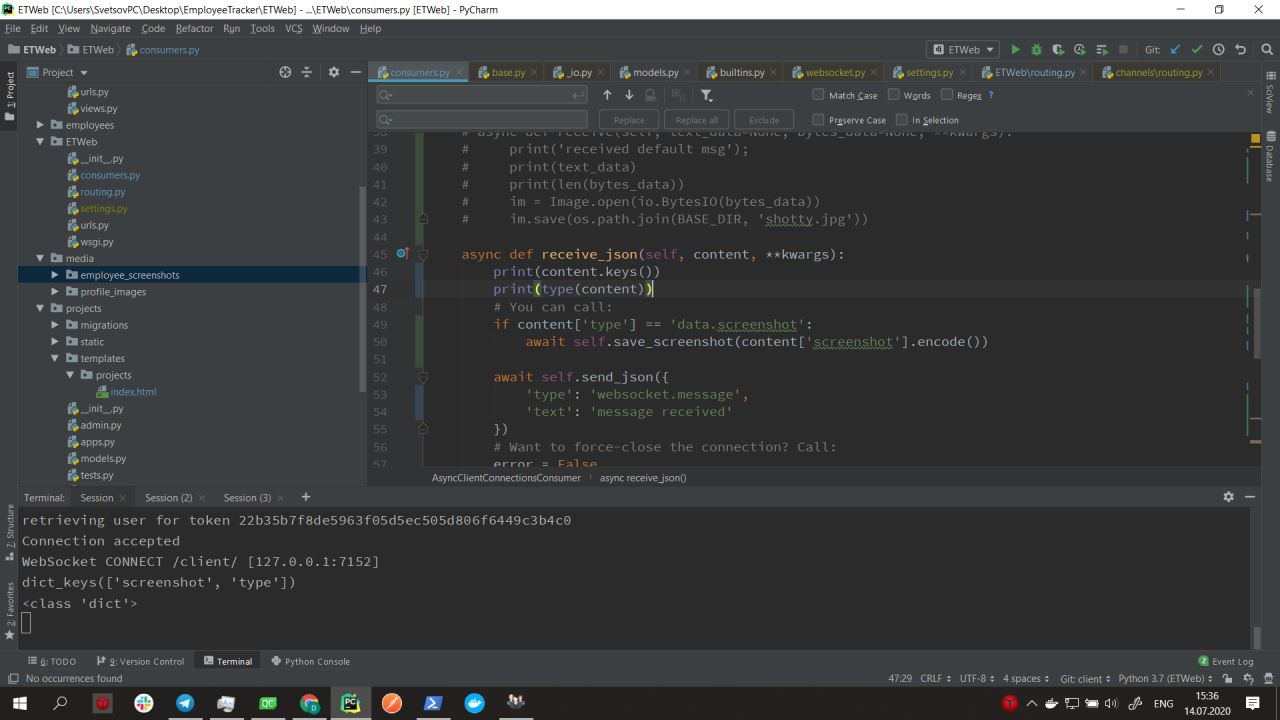 ETWeb [C:\Users\SvetsovPC\Desktop\EmployeeTracker\ETWeb] - ...\ETWeb\consumers.py [ETWeb] - PyCharm
File Edit View Navigate Code Refactor Run Tools VCS Window Help
ETWeb ETWeb consumers.py ETWeb Git:
Project consumers.py base.py _io.py models.py builtins.py websocket.py settings.py ETWeb\routing.py channels\routing.py
1: Project
SciView
Database
urls.py
views.py
employees
ETWeb
__init__.py
consumers.py
routing.py
settings.py
urls.py
wsgi.py
media
employee_screenshots
profile_images
projects
migrations
static
templates
projects
index.html
__init__.py
admin.py
apps.py
models.py
tests.py
Match Case Words Regex ?
Replace Replace all Exclude Preserve Case In Selection
38 # async def receive(self, text_data=None, bytes_data=None, **kwargs):
39 #     print('received default msg');
40 #     print(text_data)
41 #     print(len(bytes_data))
42 #     im = Image.open(io.BytesIO(bytes_data))
43 #     im.save(os.path.join(BASE_DIR, 'shotty.jpg'))
44
45 async def receive_json(self, content, **kwargs):
46     print(content.keys())
47     print(type(content))
48     # You can call:
49     if content['type'] == 'data.screenshot':
50         await self.save_screenshot(content['screenshot'].encode())
51
52     await self.send_json({
53         'type': 'websocket.message',
54         'text': 'message received'
55     })
56     # Want to force-close the connection? Call:
57     error = False
AsyncClientConnectionsConsumer › async receive_json()
Terminal: Session Session (2) Session (3) +
7: Structure
2: Favorites
retrieving user for token 22b35b7f8de5963f05d5ec505d806f6449c3b4c0
Connection accepted
WebSocket CONNECT /client/ [127.0.0.1:7152]
dict_keys(['screenshot', 'type'])
<class 'dict'>
6: TODO 9: Version Control Terminal Python Console 2 Event Log
No occurrences found 47:29 CRLF UTF-8 4 spaces Git: client Python 3.7 (ETWeb)
QC PC ENG 15:36
14.07.2020